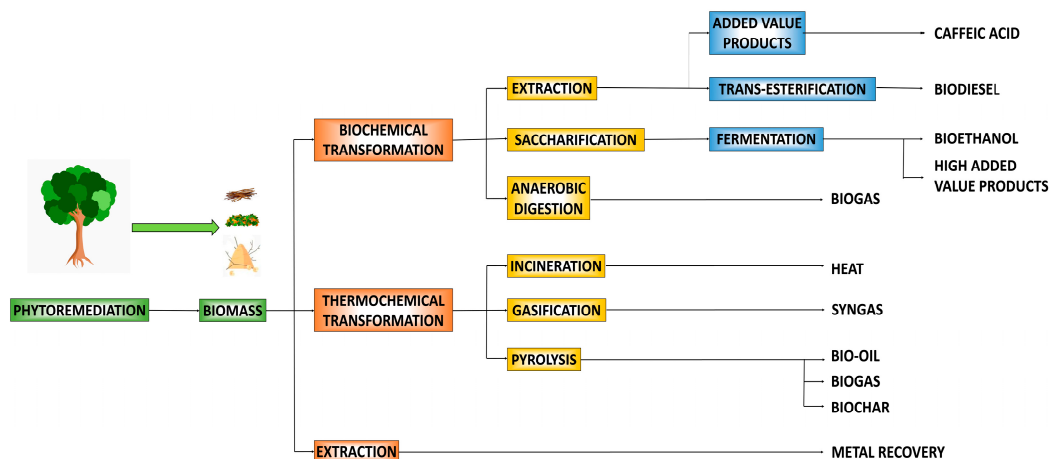 ADDED VALUE
PRODUCTS
CAFFEIC ACID
EXTRACTION
TRANS-ESTERIFICATION
BIODIESEL
BIOCHEMICAL
TRANSFORMATION
SACCHARIFICATION
FERMENTATION
BIOETHANOL
HIGH ADDED
VALUE PRODUCTS
ANAEROBIC
DIGESTION
BIOGAS
INCINERATION
HEAT
PHYTOREMEDIATION
BIOMASS
THERMOCHEMICAL
TRANSFORMATION
GASIFICATION
SYNGAS
PYROLYSIS
BIO-OIL
BIOGAS
BIOCHAR
EXTRACTION
METAL RECOVERY